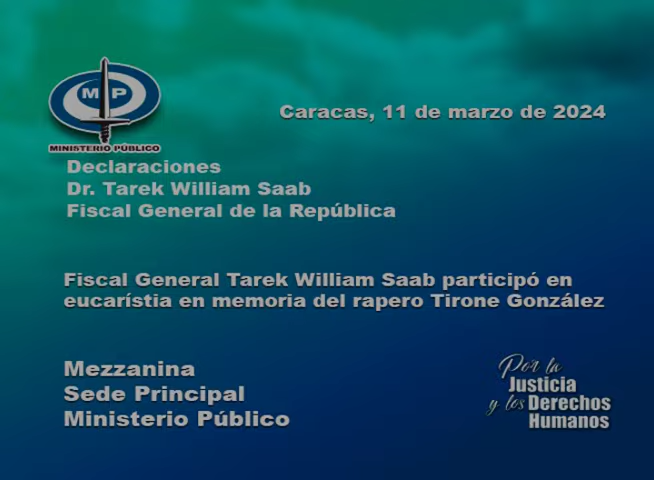 MP
MINISTERIO PÚBLICO
Caracas, 11 de marzo de 2024
Declaraciones
Dr. Tarek William Saab
Fiscal General de la República
Fiscal General Tarek William Saab participó en
eucarístia en memoria del rapero Tirone González
Mezzanina
Sede Principal
Ministerio Público
Por la
Justicia
y los Derechos
Humanos